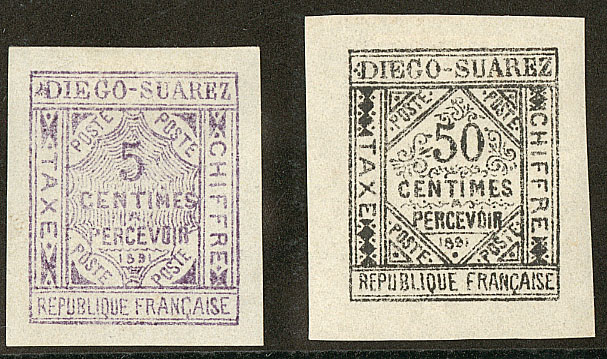 DIEGO-SUAREZ
POSTE POSTE
5
CENTIMES
A
PERCEVOIR
1891
POSTE POSTE
TAXE
CHIFFRE
REPUBLIQUE FRANÇAISE
DIEGO-SUAREZ
POSTE POSTE
50
CENTIMES
A
PERCEVOIR
1891
POSTE POSTE
TAXE
CHIFFRE
REPUBLIQUE FRANÇAISE